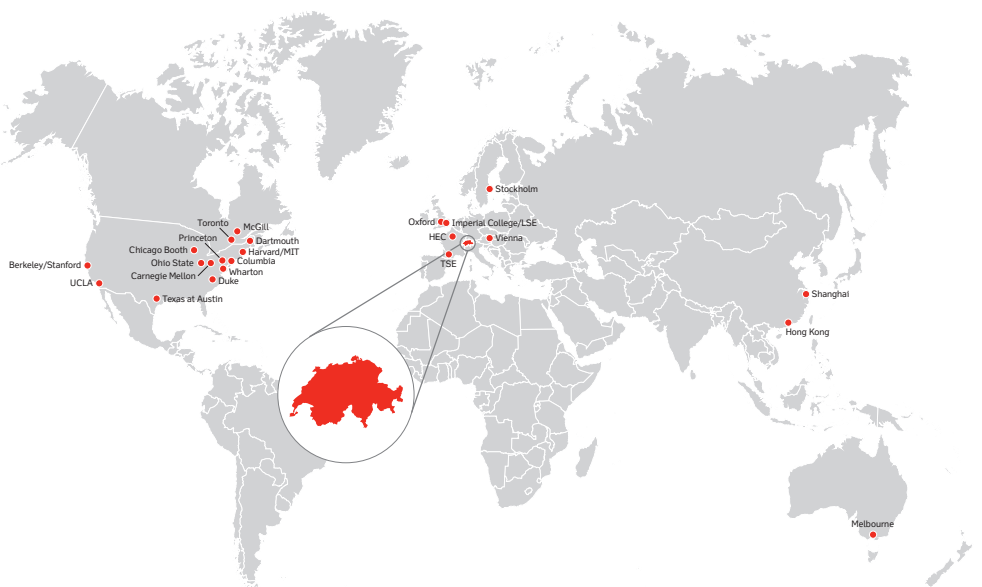 Stockholm
Oxford
Imperial College/LSE
Toronto
McGill
HEC
Vienna
Princeton
Dartmouth
Chicago Booth
Harvard/MIT
Ohio State
Columbia
TSE
Berkeley/Stanford
Wharton
Carnegie Mellon
Duke
UCLA
Shanghai
Texas at Austin
Hong Kong
Melbourne